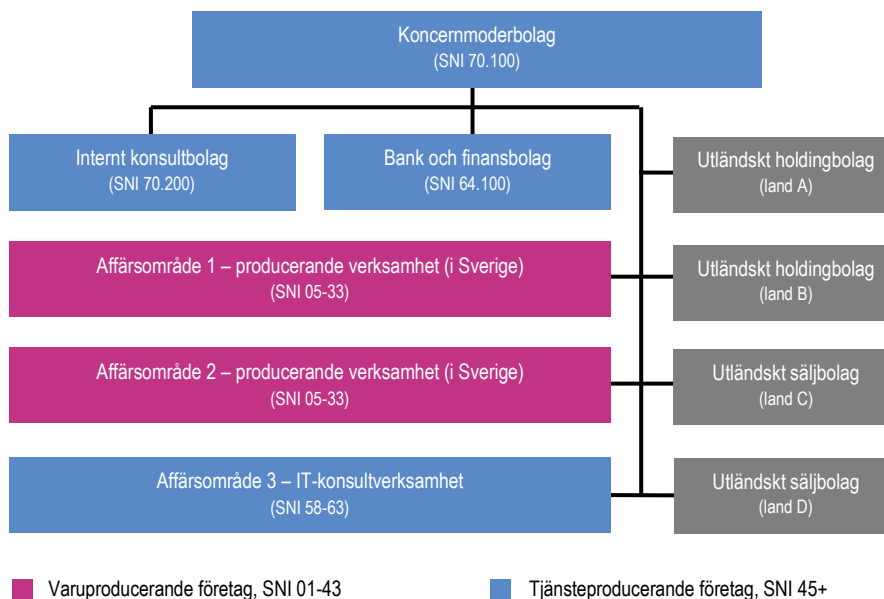 Koncernmoderbolag
(SNI 70.100)
Internt konsultbolag
(SNI 70.200)
Bank och finansbolag
(SNI 64.100)
Utländskt holdingbolag
(land A)
Affärsområde 1 – producerande verksamhet (i Sverige)
(SNI 05-33)
Utländskt holdingbolag
(land B)
Affärsområde 2 – producerande verksamhet (i Sverige)
(SNI 05-33)
Utländskt säljbolag
(land C)
Affärsområde 3 – IT-konsultverksamhet
(SNI 58-63)
Utländskt säljbolag
(land D)
Varuproducerande företag, SNI 01-43
Tjänsteproducerande företag, SNI 45+